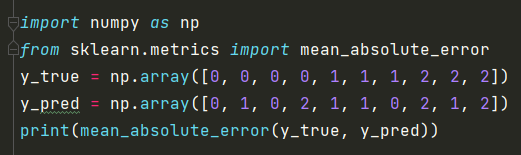 import numpy as np
from sklearn.metrics import mean_absolute_error
y_true = np.array([0, 0, 0, 0, 1, 1, 1, 2, 2, 2])
y_pred = np.array([0, 1, 0, 2, 1, 1, 0, 2, 1, 2])
print(mean_absolute_error(y_true, y_pred))